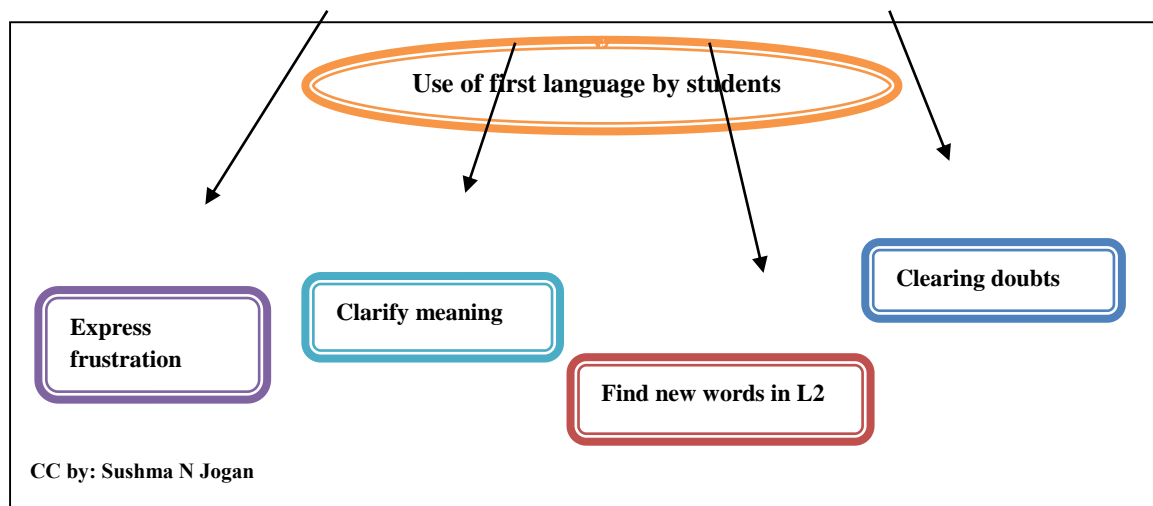 Use of first language by students
Express
frustration
Clarify meaning
Find new words in L2
Clearing doubts
CC by: Sushma N Jogan